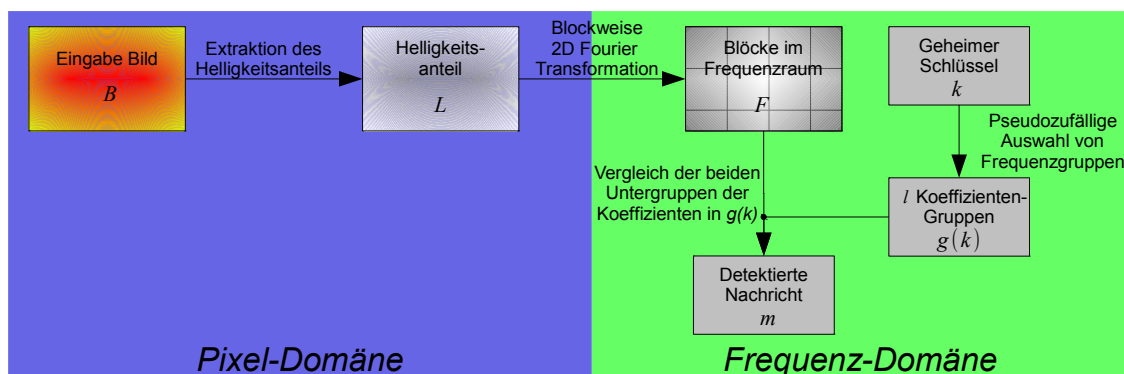 Eingabe Bild
B
Extraktion des
Helligkeitsanteils
Helligkeits-
anteil
L
Blockweise
2D Fourier
Transformation
Blöcke im
Frequenzraum
F
Geheimer
Schlüssel
k
Pseudozufällige
Auswahl von
Frequenzgruppen
Vergleich der beiden
Untergruppen der
Koeffizienten in g(k)
l Koeffizienten-
Gruppen
g(k)
Detektierte
Nachricht
m
Pixel-Domäne
Frequenz-Domäne